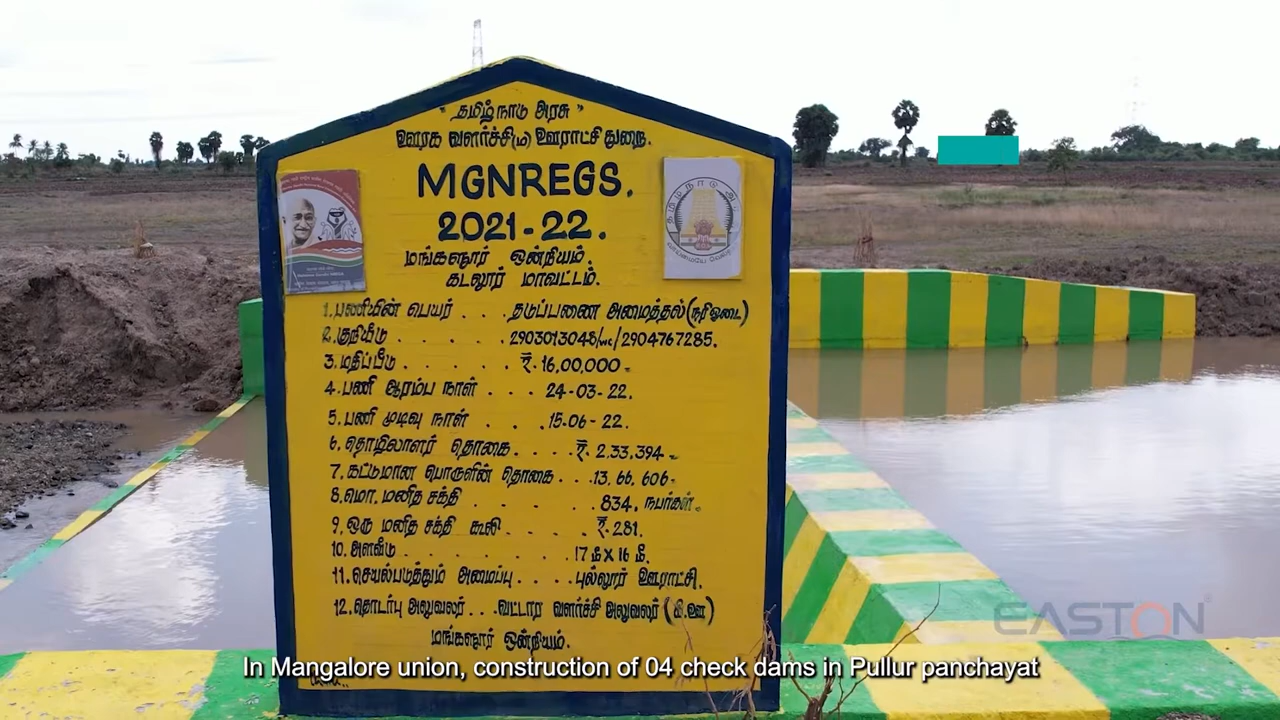 " தமிழ்நாடு அரசு "
ஊரக வளர்ச்சி(ம) ஊராட்சி துறை.
MGNREGS.
2021-22.
மங்களூர் ஒன்றியம்.
கடலூர் மாவட்டம்.
1. பணியின் பெயர் . . . தடுப்பணை அமைத்தல் (நரிஓடை)
2. குறியீடு . . . . . . 2903013048/wc/2904767285.
3. மதிப்பீடு . . . . . . ₹. 16,00,000-
4. பணி ஆரம்ப நாள் . . . 24-03-22.
5. பணி முடிவு நாள் . . . 15-06-22.
6. தொழிலாளர் தொகை . . . . ₹. 2,33,394-
7. கட்டுமான பொருளின் தொகை . . . 13,66,606-
8. மொ. மனித சக்தி . . . . . 834, நபர்கள்.
9. ஒரு மனித சக்தி கூலி . . . . ₹. 281.
10. அளவீடு . . . . . . . . 17 மீ X 16 மீ.
11. செயல்படுத்தும் அமைப்பு . . . . புல்லூர் ஊராட்சி.
12. தொடர்பு அலுவலர் . . . வட்டார வளர்ச்சி அலுவலர் (கி.ஊ)
மங்களூர் ஒன்றியம்.
EASTON
In Mangalore union, construction of 04 check dams in Pullur panchayat